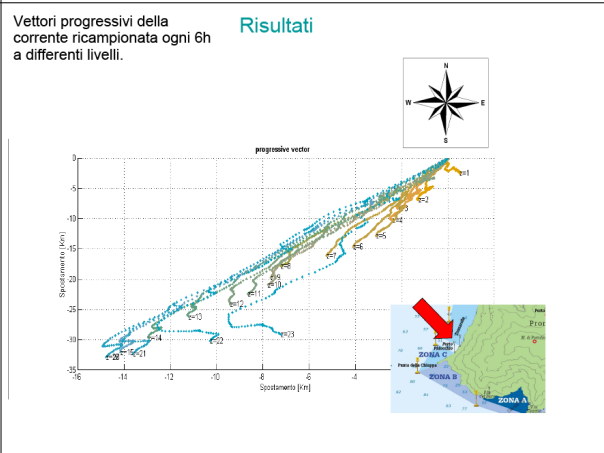 Vettori progressivi della
corrente ricampionata ogni 6h
a differenti livelli.
Risultati
N
W
E
S
progressive vector
Spostamento [Km]
0
-5
-10
-15
-20
-25
-30
-35
z=1
z=2
z=3
z=4
z=5
z=6
z=7
z=8
z=9
z=10
z=11
z=12
z=13
z=14
z=21
z=22
z=23
-16
-14
-12
-10
-8
-6
-4
Spostamento [Km]
Porto
Pron
ZONA C
Punta della Chiappa
ZONA B
ZONA A